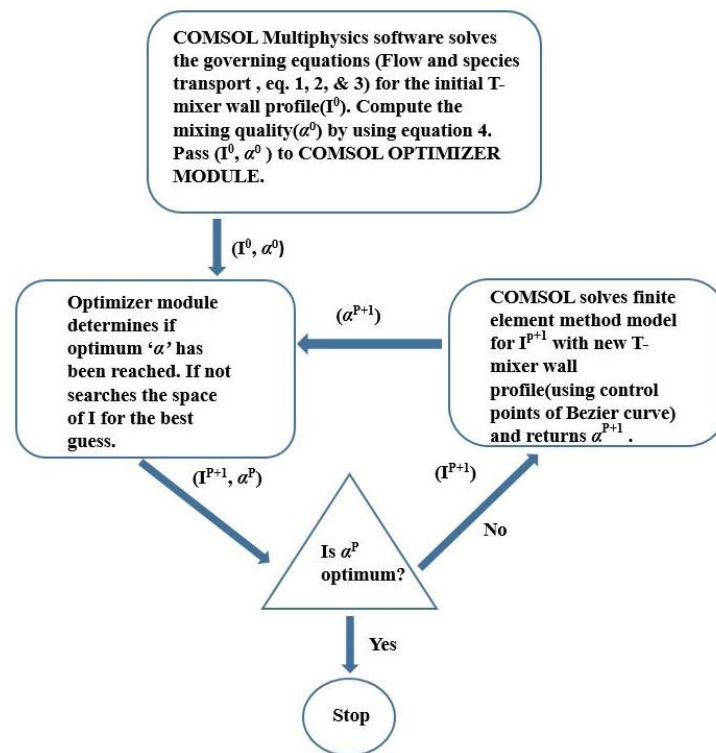 COMSOL Multiphysics software solves
the governing equations (Flow and species
transport , eq. 1, 2, & 3) for the initial T-
mixer wall profile(I⁰). Compute the
mixing quality(α⁰) by using equation 4.
Pass (I⁰, α⁰ ) to COMSOL OPTIMIZER
MODULE.
(I⁰, α⁰)
Optimizer module
determines if
optimum ‘α’ has
been reached. If not
searches the space
of I for the best
guess.
(αᴾ⁺¹)
COMSOL solves finite
element method model
for Iᵖ⁺¹ with new T-
mixer wall
profile(using control
points of Bezier curve)
and returns αᴾ⁺¹ .
(Iᴾ⁺¹, αᴾ)
(Iᴾ⁺¹)
Is αᴾ
optimum?
No
Yes
Stop